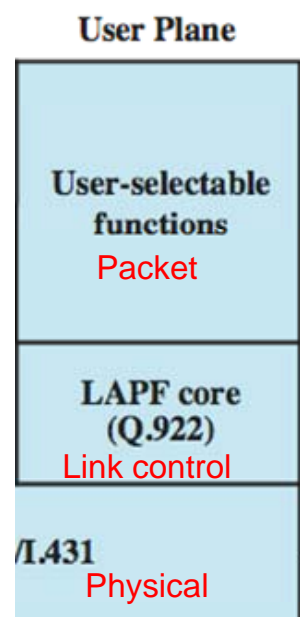 User Plane
User-selectable
functions
Packet
LAPF core
(Q.922)
Link control
/I.431
Physical